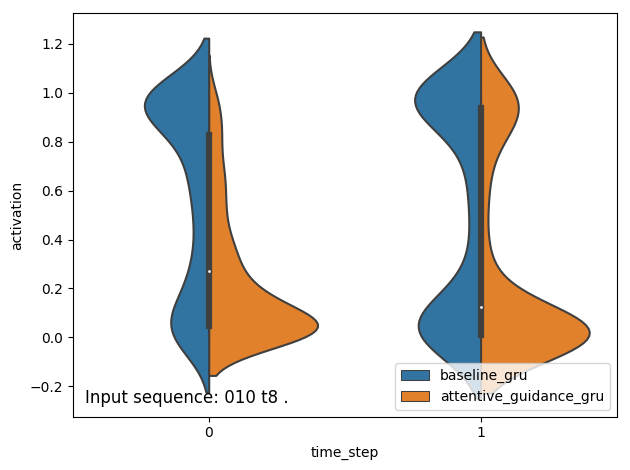 1.2
1.0
0.8
0.6
0.4
0.2
0.0
−0.2
activation
Input sequence: 010 t8 .
baseline_gru
attentive_guidance_gru
0
1
time_step